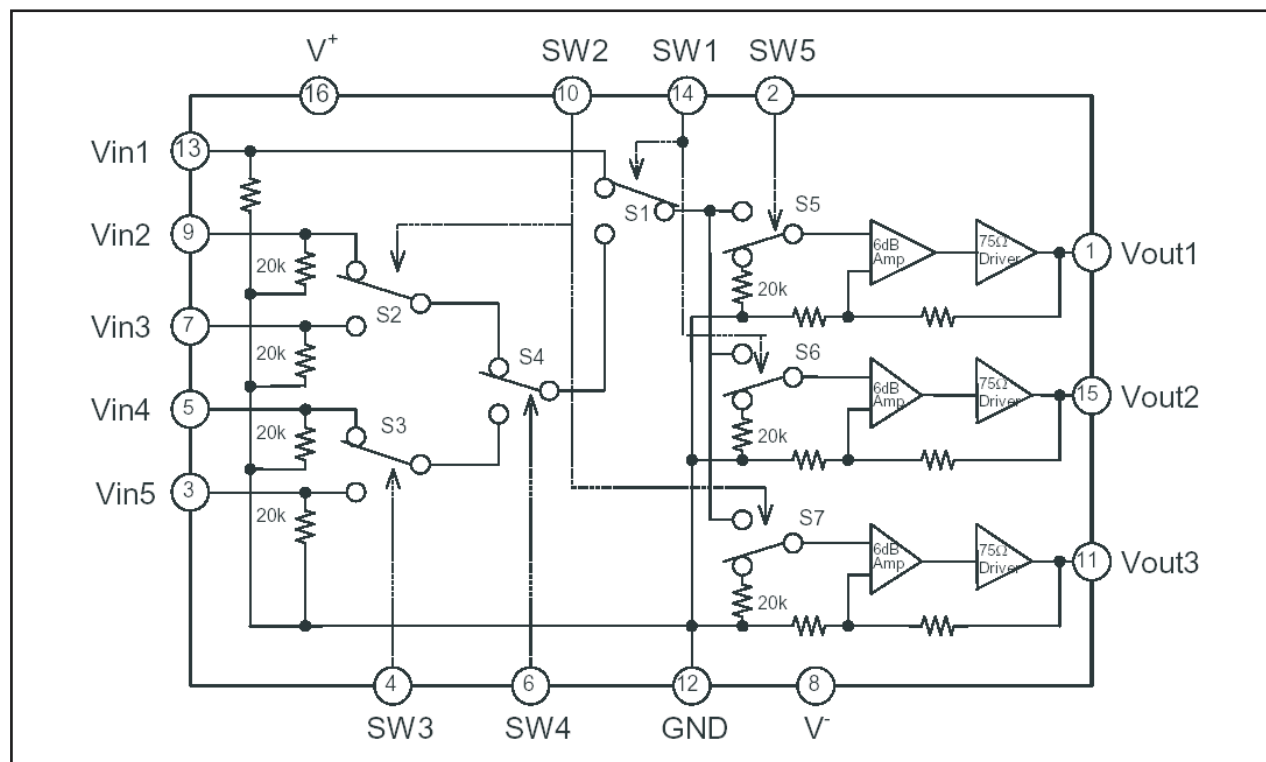 V+
SW2
SW1
SW5
16
10
14
2
Vin1
13
S1
S5
Vin2
9
20k
S2
6dB
Amp
75Ω
Driver
1
Vout1
20k
Vin3
7
20k
S4
S6
6dB
Amp
75Ω
Driver
15
Vout2
20k
Vin4
5
20k
S3
Vin5
3
20k
S7
6dB
Amp
75Ω
Driver
11
Vout3
20k
4
6
12
8
SW3
SW4
GND
V-